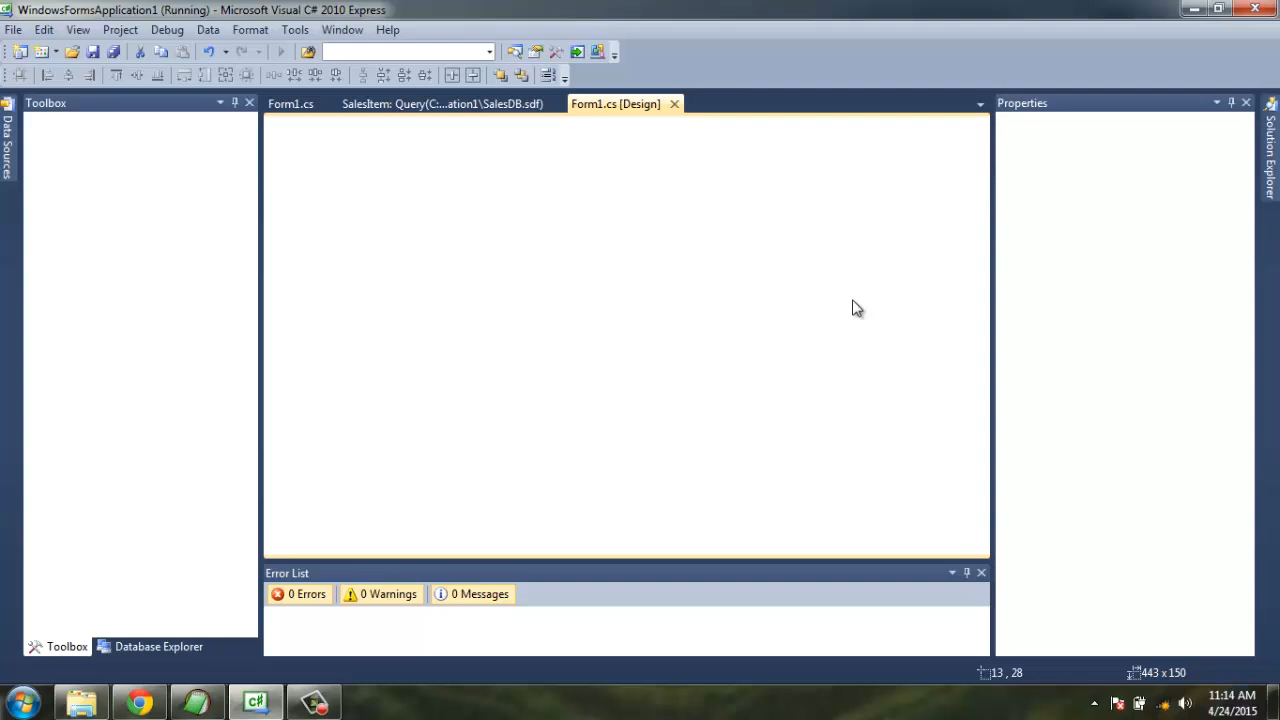 WindowsFormsApplication1 (Running) - Microsoft Visual C# 2010 Express
File Edit View Project Debug Data Format Tools Window Help
Toolbox
Form1.cs SalesItem: Query(C:...ation1\SalesDB.sdf) Form1.cs [Design]
Properties
Data Sources
Solution Explorer
Error List
0 Errors 0 Warnings 0 Messages
Toolbox Database Explorer
13 , 28 443 x 150
C#
11:14 AM
4/24/2015